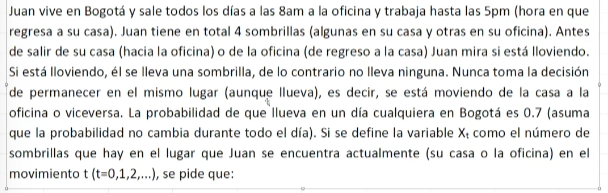 Juan vive en Bogotá y sale todos los días a las 8am a la oficina y trabaja hasta las 5pm (hora en que
regresa a su casa). Juan tiene en total 4 sombrillas (algunas en su casa y otras en su oficina). Antes
de salir de su casa (hacia la oficina) o de la oficina (de regreso a la casa) Juan mira si está lloviendo.
Si está lloviendo, él se lleva una sombrilla, de lo contrario no lleva ninguna. Nunca toma la decisión
de permanecer en el mismo lugar (aunque llueva), es decir, se está moviendo de la casa a la
oficina o viceversa. La probabilidad de que llueva en un día cualquiera en Bogotá es 0.7 (asuma
que la probabilidad no cambia durante todo el día). Si se define la variable Xt como el número de
sombrillas que hay en el lugar que Juan se encuentra actualmente (su casa o la oficina) en el
movimiento t (t=0,1,2,...), se pide que: